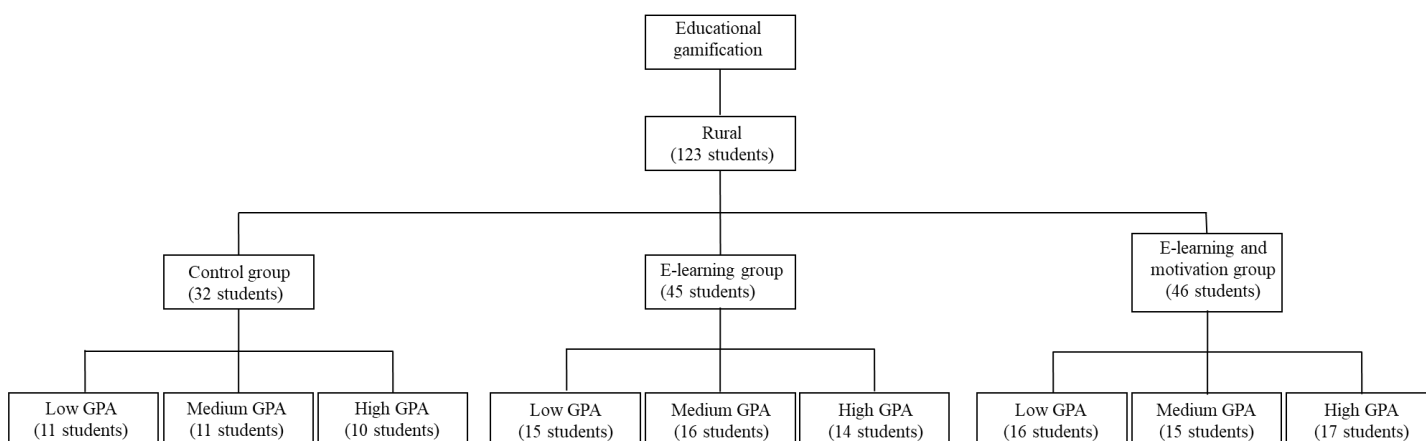 Educational
gamification
Rural
(123 students)
Control group
(32 students)
E-learning group
(45 students)
E-learning and
motivation group
(46 students)
Low GPA
(11 students)
Medium GPA
(11 students)
High GPA
(10 students)
Low GPA
(15 students)
Medium GPA
(16 students)
High GPA
(14 students)
Low GPA
(16 students)
Medium GPA
(15 students)
High GPA
(17 students)